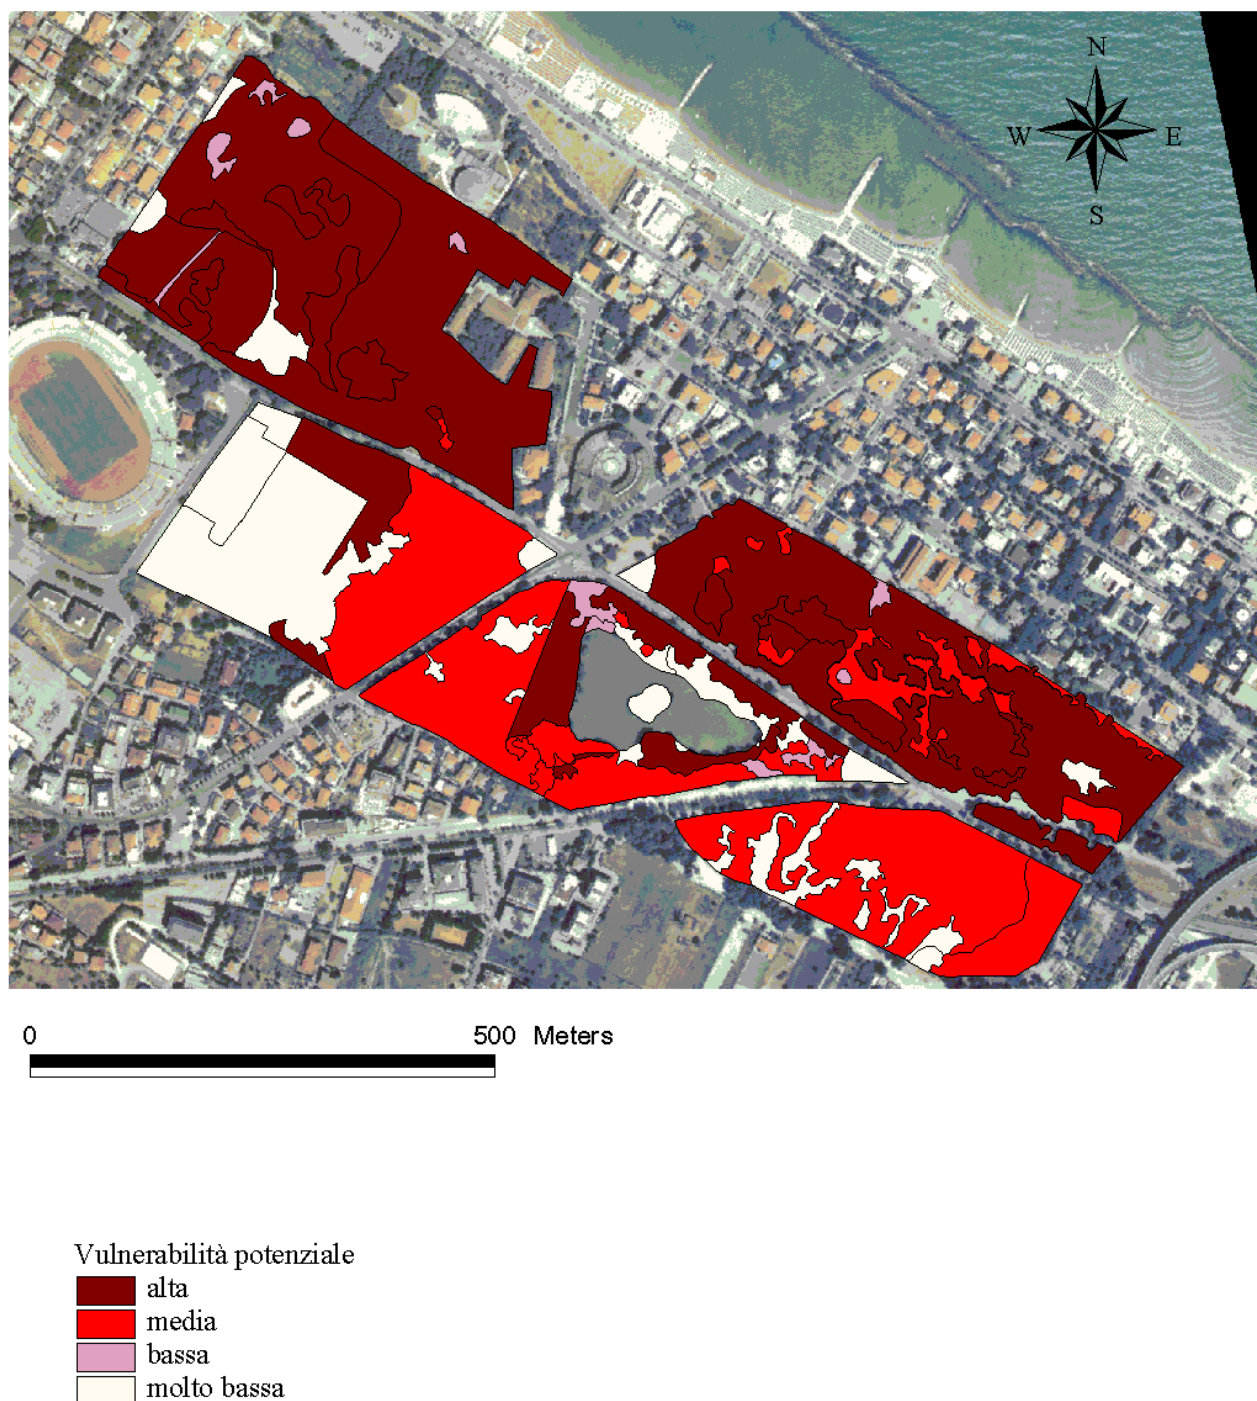 N
W E
S
0 500 Meters
Vulnerabilità potenziale
alta
media
bassa
molto bassa